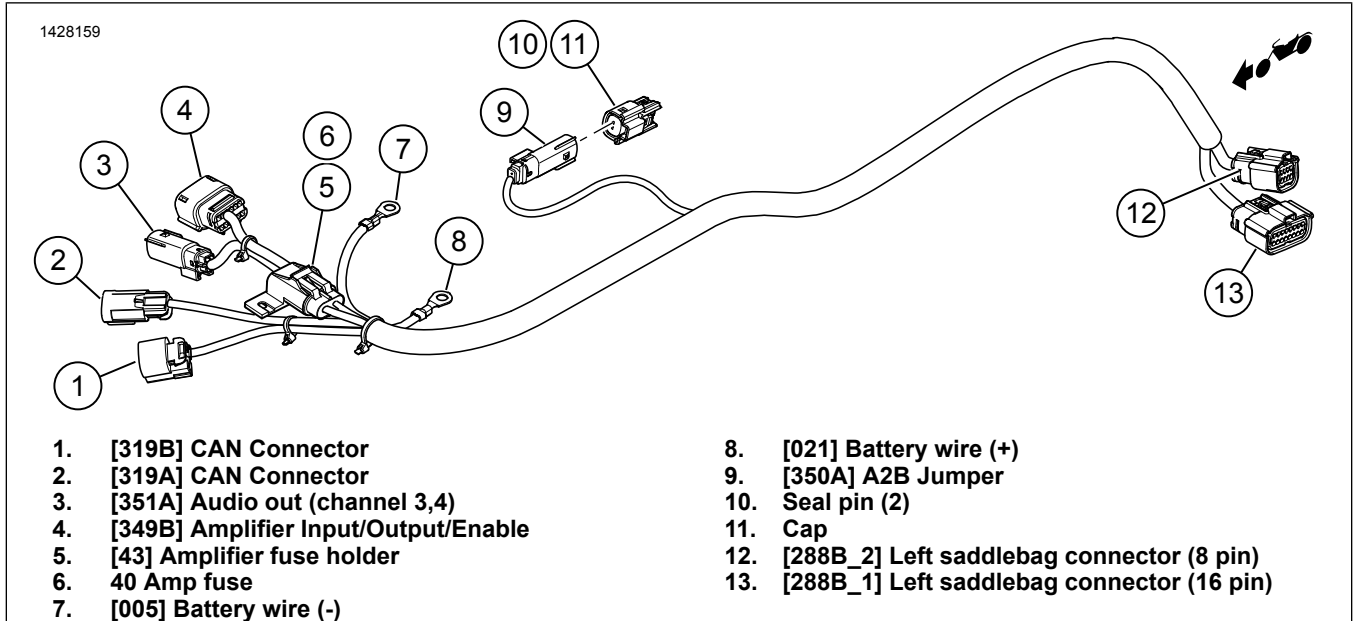 1428159
10
11
9
4
6
7
3
5
8
2
12
13
1
1. [319B] CAN Connector
2. [319A] CAN Connector
3. [351A] Audio out (channel 3,4)
4. [349B] Amplifier Input/Output/Enable
5. [43] Amplifier fuse holder
6. 40 Amp fuse
7. [005] Battery wire (-)
8. [021] Battery wire (+)
9. [350A] A2B Jumper
10. Seal pin (2)
11. Cap
12. [288B_2] Left saddlebag connector (8 pin)
13. [288B_1] Left saddlebag connector (16 pin)